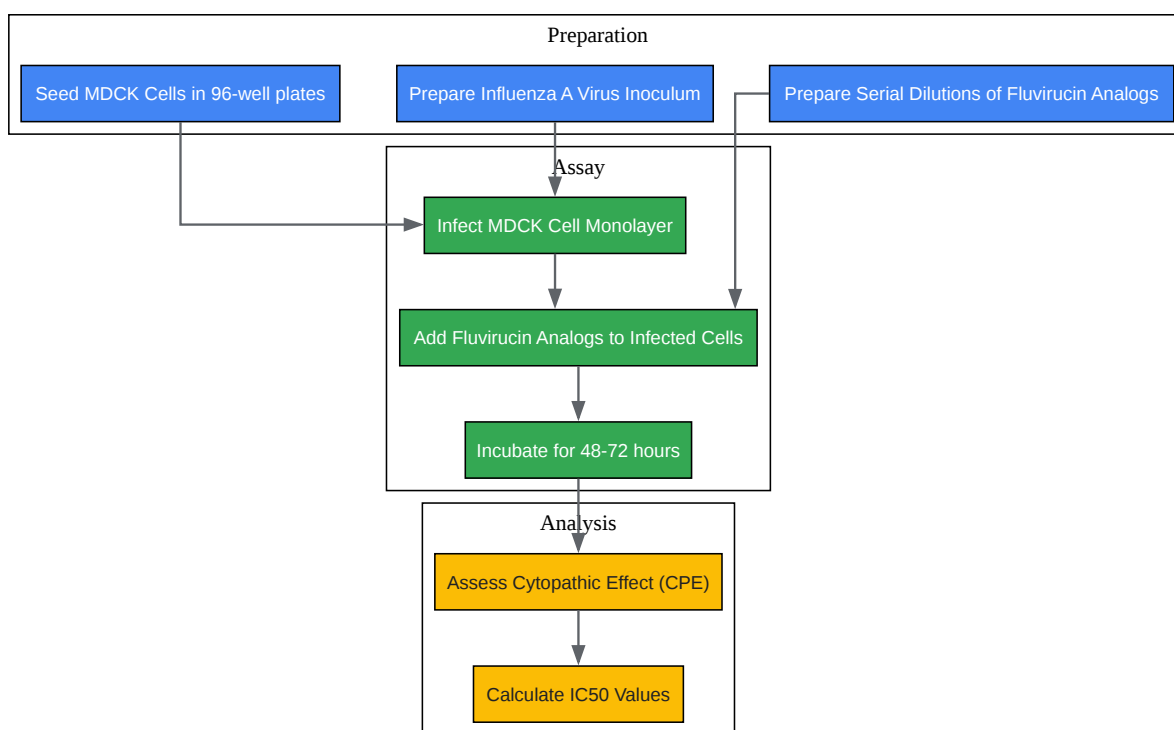 Preparation
Seed MDCK Cells in 96-well plates
Prepare Influenza A Virus Inoculum
Prepare Serial Dilutions of Fluvirucin Analogs
Assay
Infect MDCK Cell Monolayer
Add Fluvirucin Analogs to Infected Cells
Incubate for 48-72 hours
Analysis
Assess Cytopathic Effect (CPE)
Calculate IC50 Values